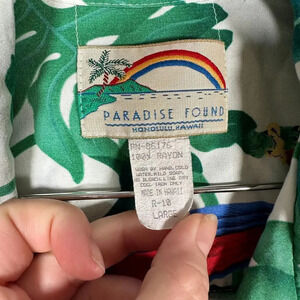 PARADISE FOUND
HONOLULU, HAWAII
RN-86176
100% RAYON
WASH BY HAND, COLD
WATER, MILD SOAP,
NO BLEACH, LINE DRY
COOL IRON ONLY
MADE IN HAWAII
R-10
LARGE